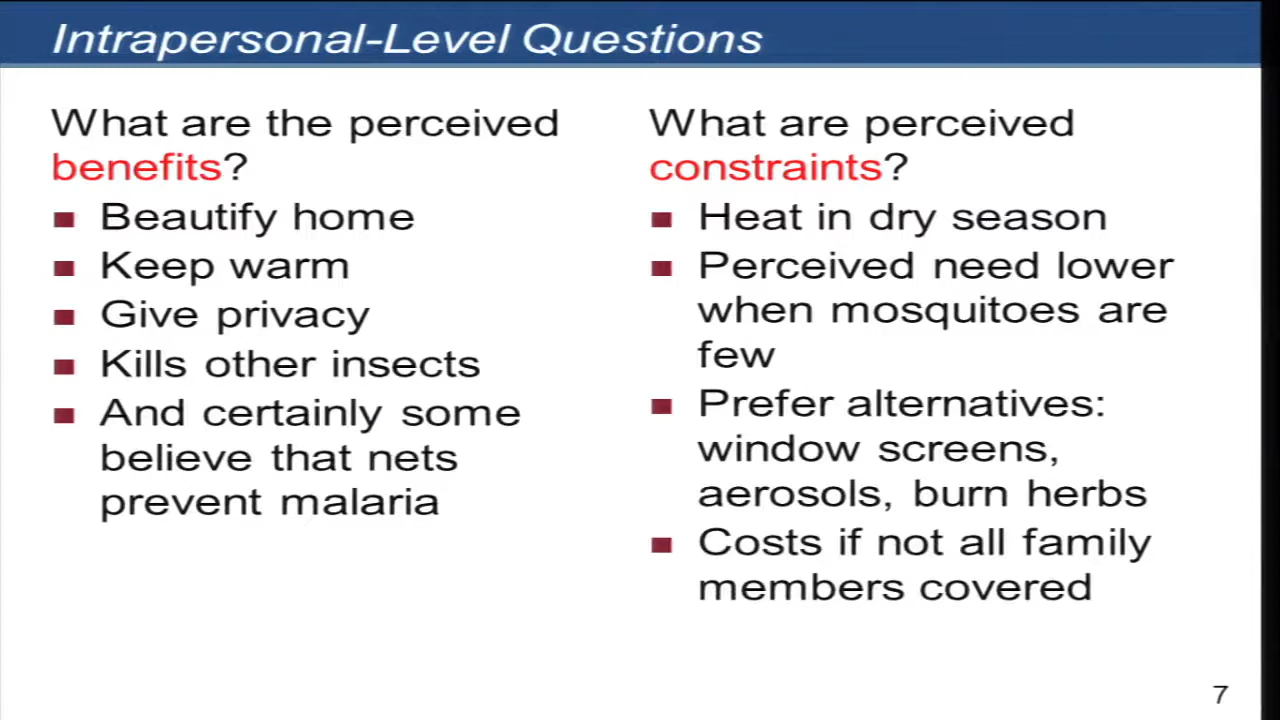 Intrapersonal-Level Questions
What are the perceived
benefits?
Beautify home
Keep warm
Give privacy
Kills other insects
And certainly some
believe that nets
prevent malaria
What are perceived
constraints?
Heat in dry season
Perceived need lower
when mosquitoes are
few
Prefer alternatives:
window screens,
aerosols, burn herbs
Costs if not all family
members covered
7